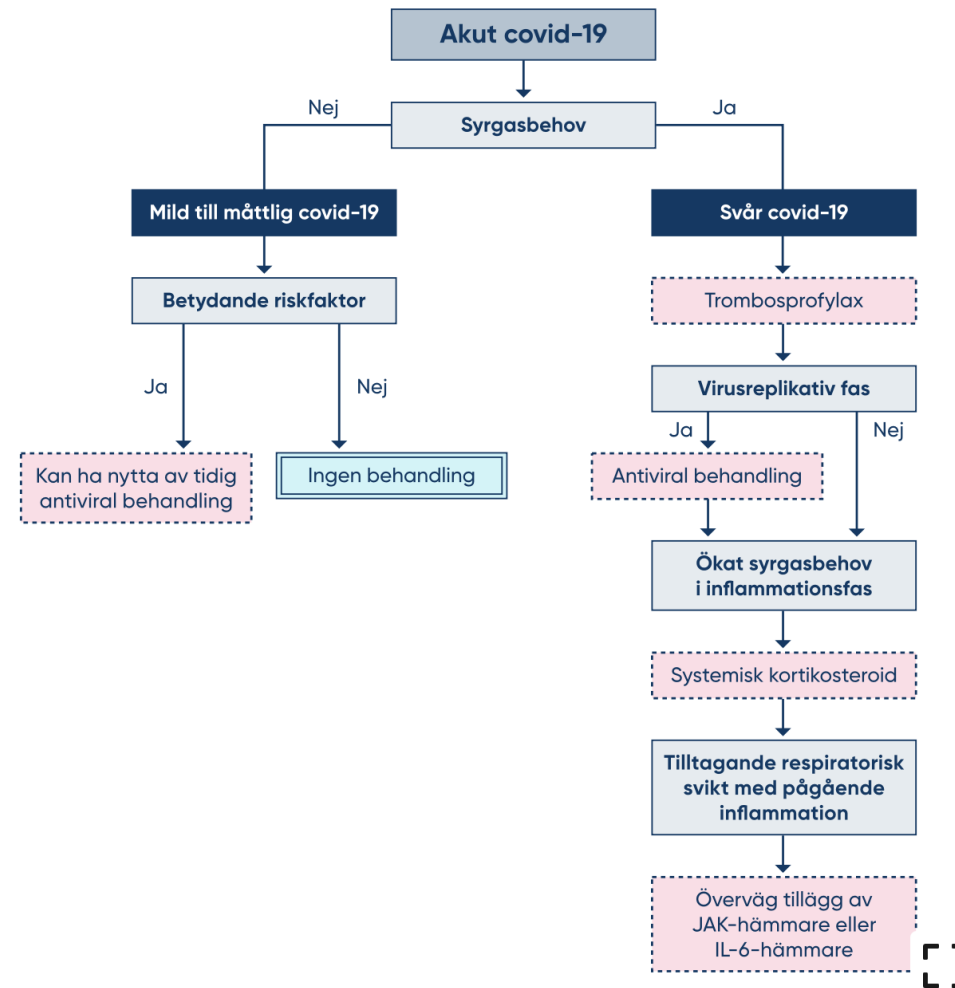 Akut covid-19
Nej
Syrgasbehov
Ja
Mild till måttlig covid-19
Svår covid-19
Betydande riskfaktor
Trombosprofylax
Ja
Nej
Virusreplikativ fas
Ja
Nej
Kan ha nytta av tidig
antiviral behandling
Ingen behandling
Antiviral behandling
Ökat syrgasbehov
i inflammationsfas
Systemisk kortikosteroid
Tilltagande respiratorisk
svikt med pågående
inflammation
Överväg tillägg av
JAK-hämmare eller
IL-6-hämmare